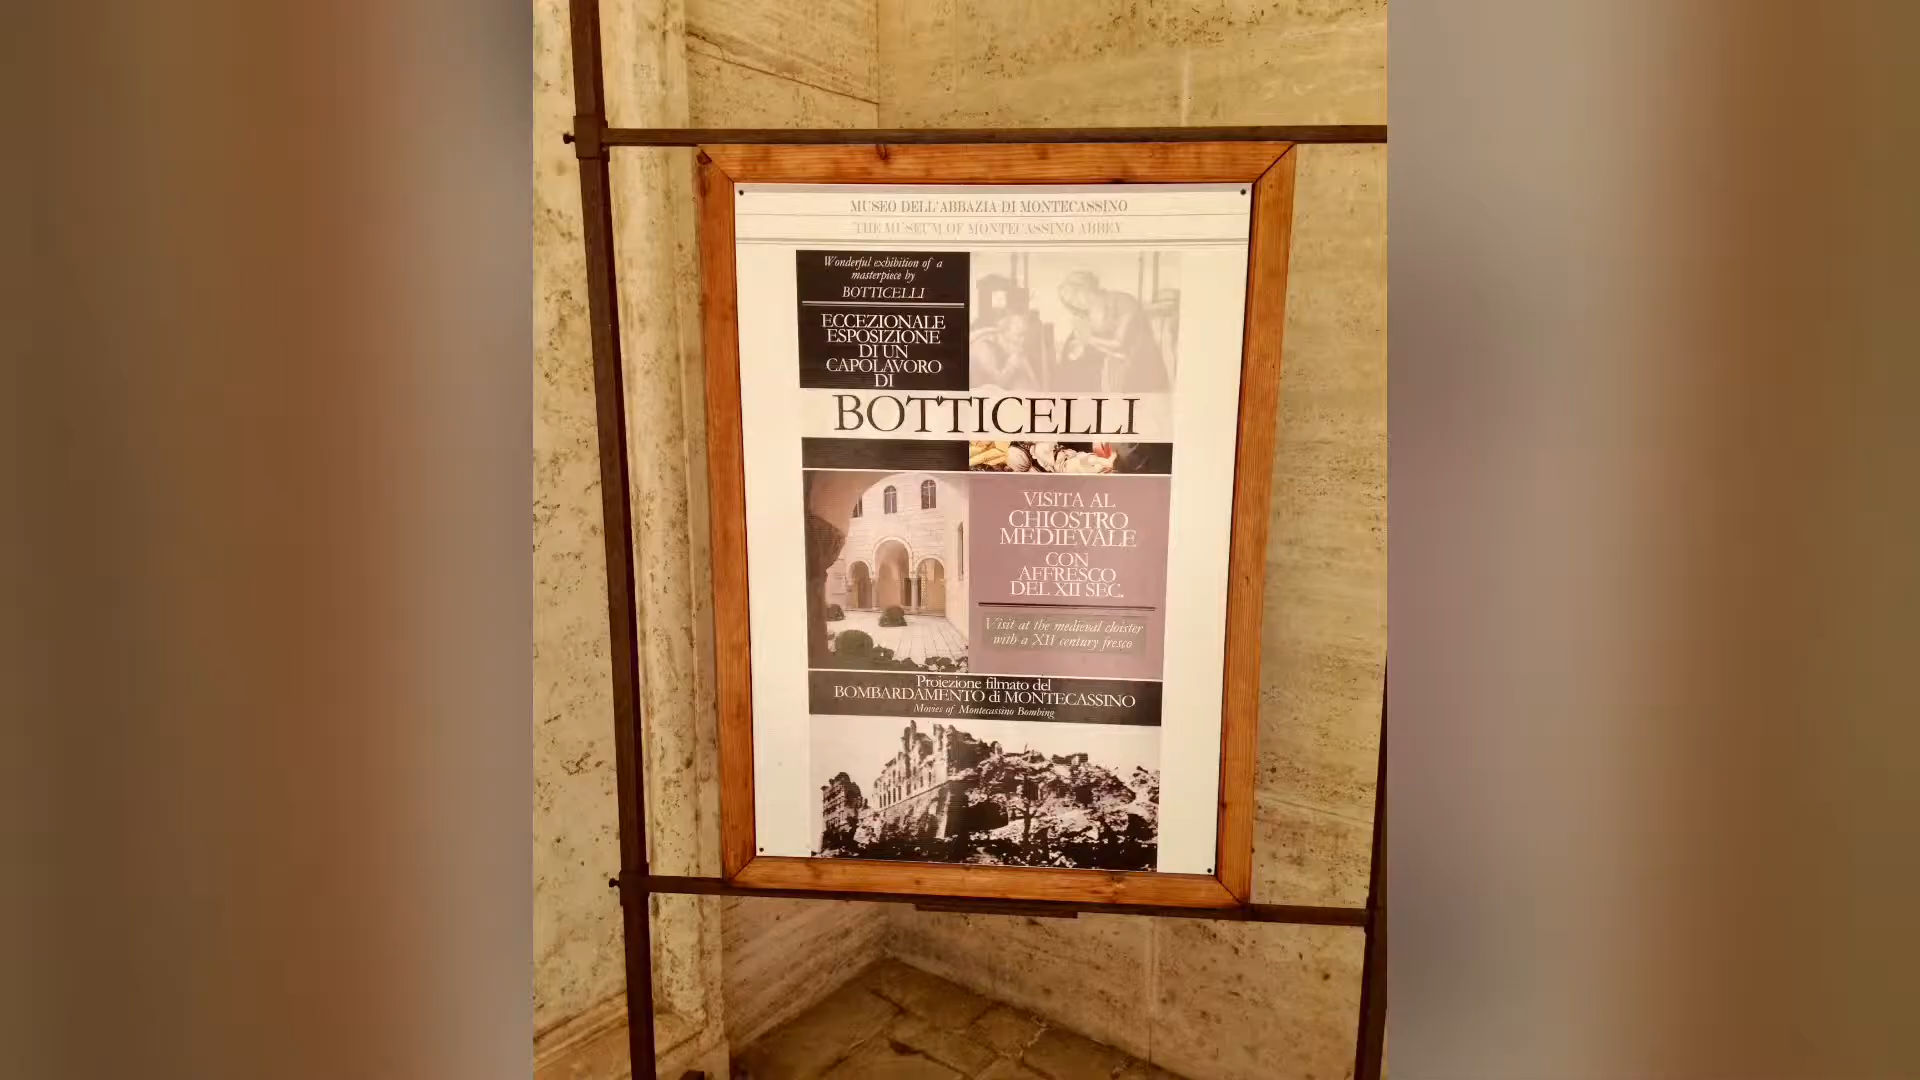 MUSEO DELL'ABBAZIA DI MONTECASSINO
THE MUSEUM OF MONTECASSINO ABBEY
Wonderful exhibition of a
masterpiece by
BOTTICELLI
ECCEZIONALE
ESPOSIZIONE
DI UN
CAPOLAVORO
DI
BOTTICELLI
VISITA AL
CHIOSTRO
MEDIEVALE
CON
AFFRESCO
DEL XII SEC.
Visit at the medieval cloister
with a XII century fresco
Proiezione filmato del
BOMBARDAMENTO di MONTECASSINO
Movies of Montecassino Bombing